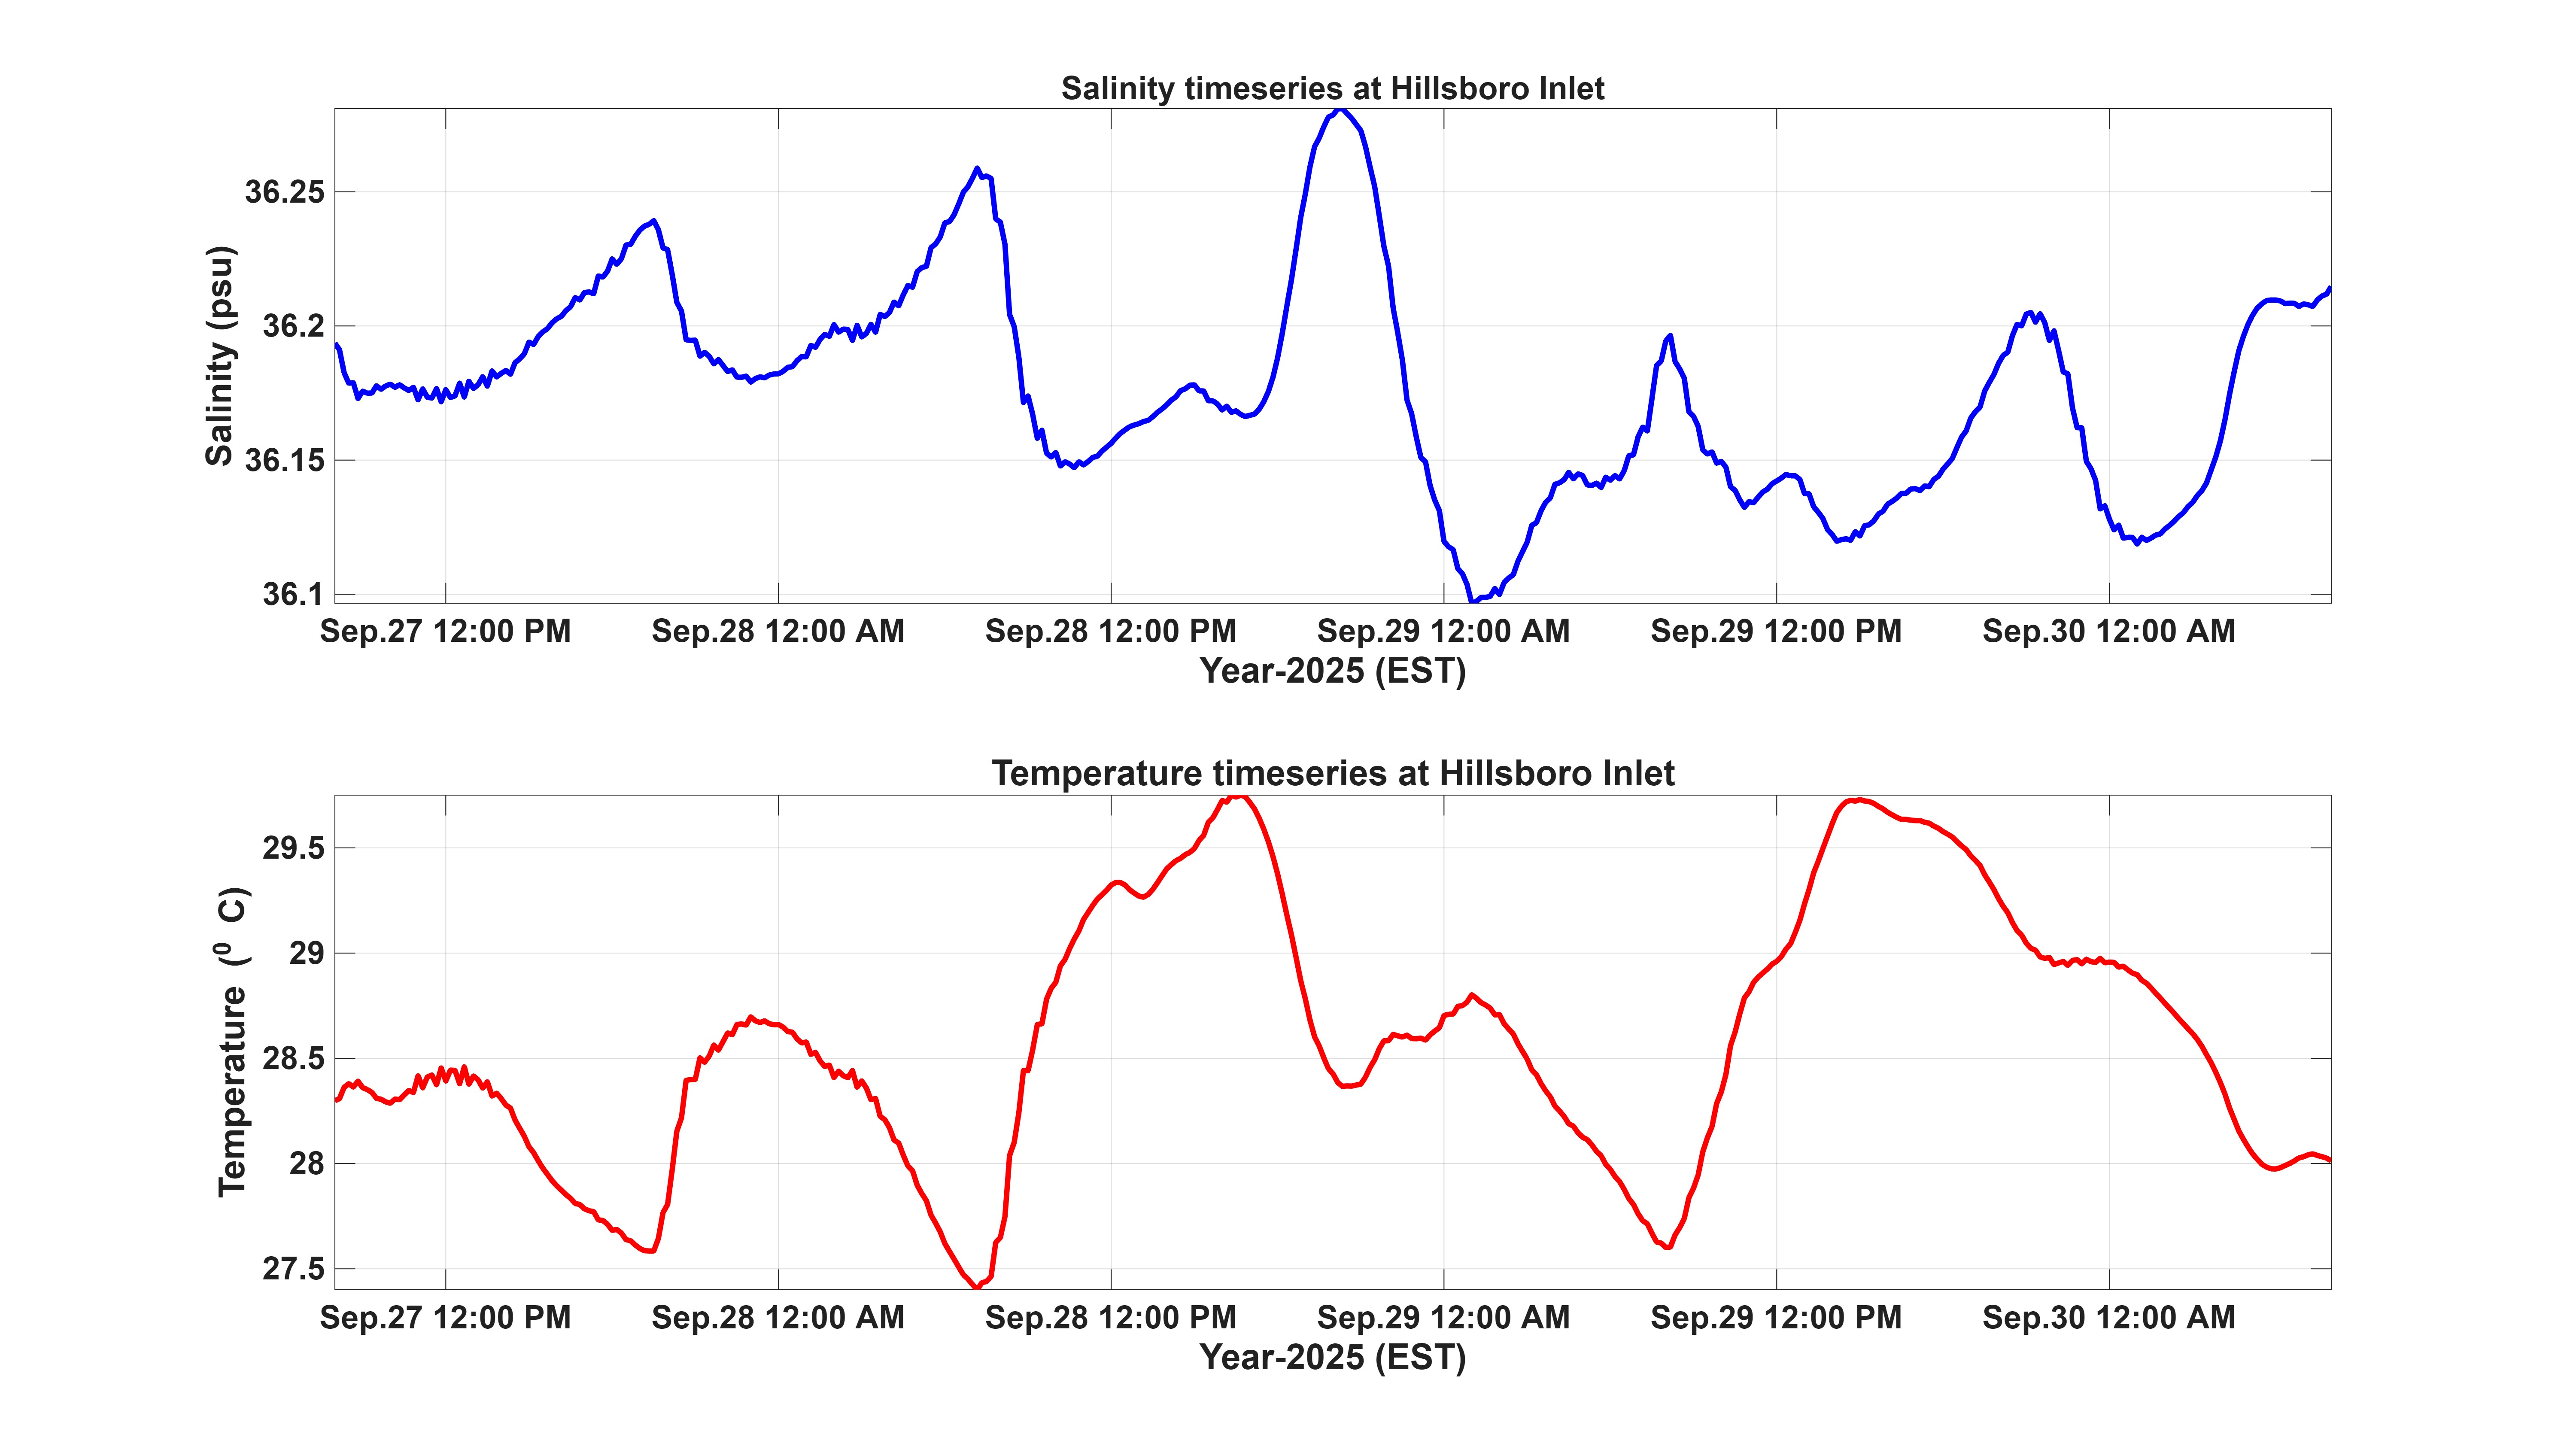 Salinity timeseries at Hillsboro Inlet
Salinity (psu)
36.25
36.2
36.15
36.1
Sep.27 12:00 PM Sep.28 12:00 AM Sep.28 12:00 PM Sep.29 12:00 AM Sep.29 12:00 PM Sep.30 12:00 AM
Year-2025 (EST)
Temperature timeseries at Hillsboro Inlet
Temperature (⁰ C)
29.5
29
28.5
28
27.5
Sep.27 12:00 PM Sep.28 12:00 AM Sep.28 12:00 PM Sep.29 12:00 AM Sep.29 12:00 PM Sep.30 12:00 AM
Year-2025 (EST)